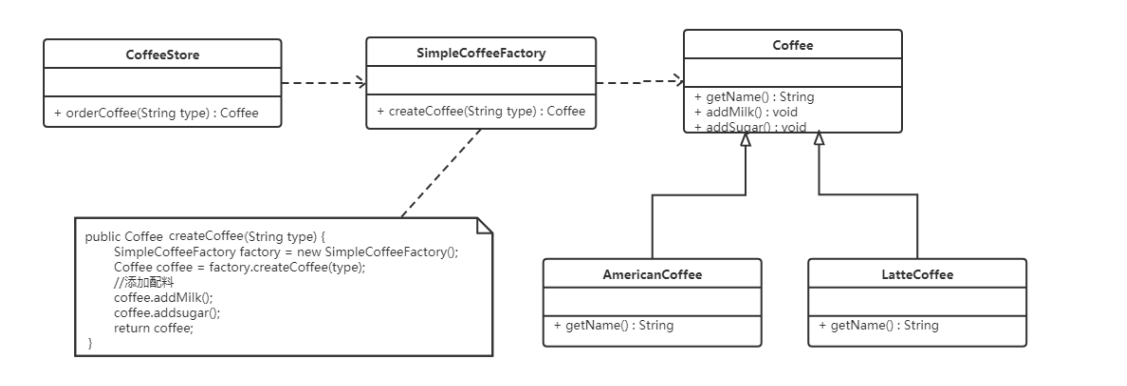 CoffeeStore
+ orderCoffee(String type) : Coffee
SimpleCoffeeFactory
+ createCoffee(String type) : Coffee
Coffee
+ getName() : String
+ addMilk() : void
+ addSugar() : void
public Coffee createCoffee(String type) {
SimpleCoffeeFactory factory = new SimpleCoffeeFactory();
Coffee coffee = factory.createCoffee(type);
//添加配料
coffee.addMilk();
coffee.addsugar();
return coffee;
}
AmericanCoffee
+ getName() : String
LatteCoffee
+ getName() : String